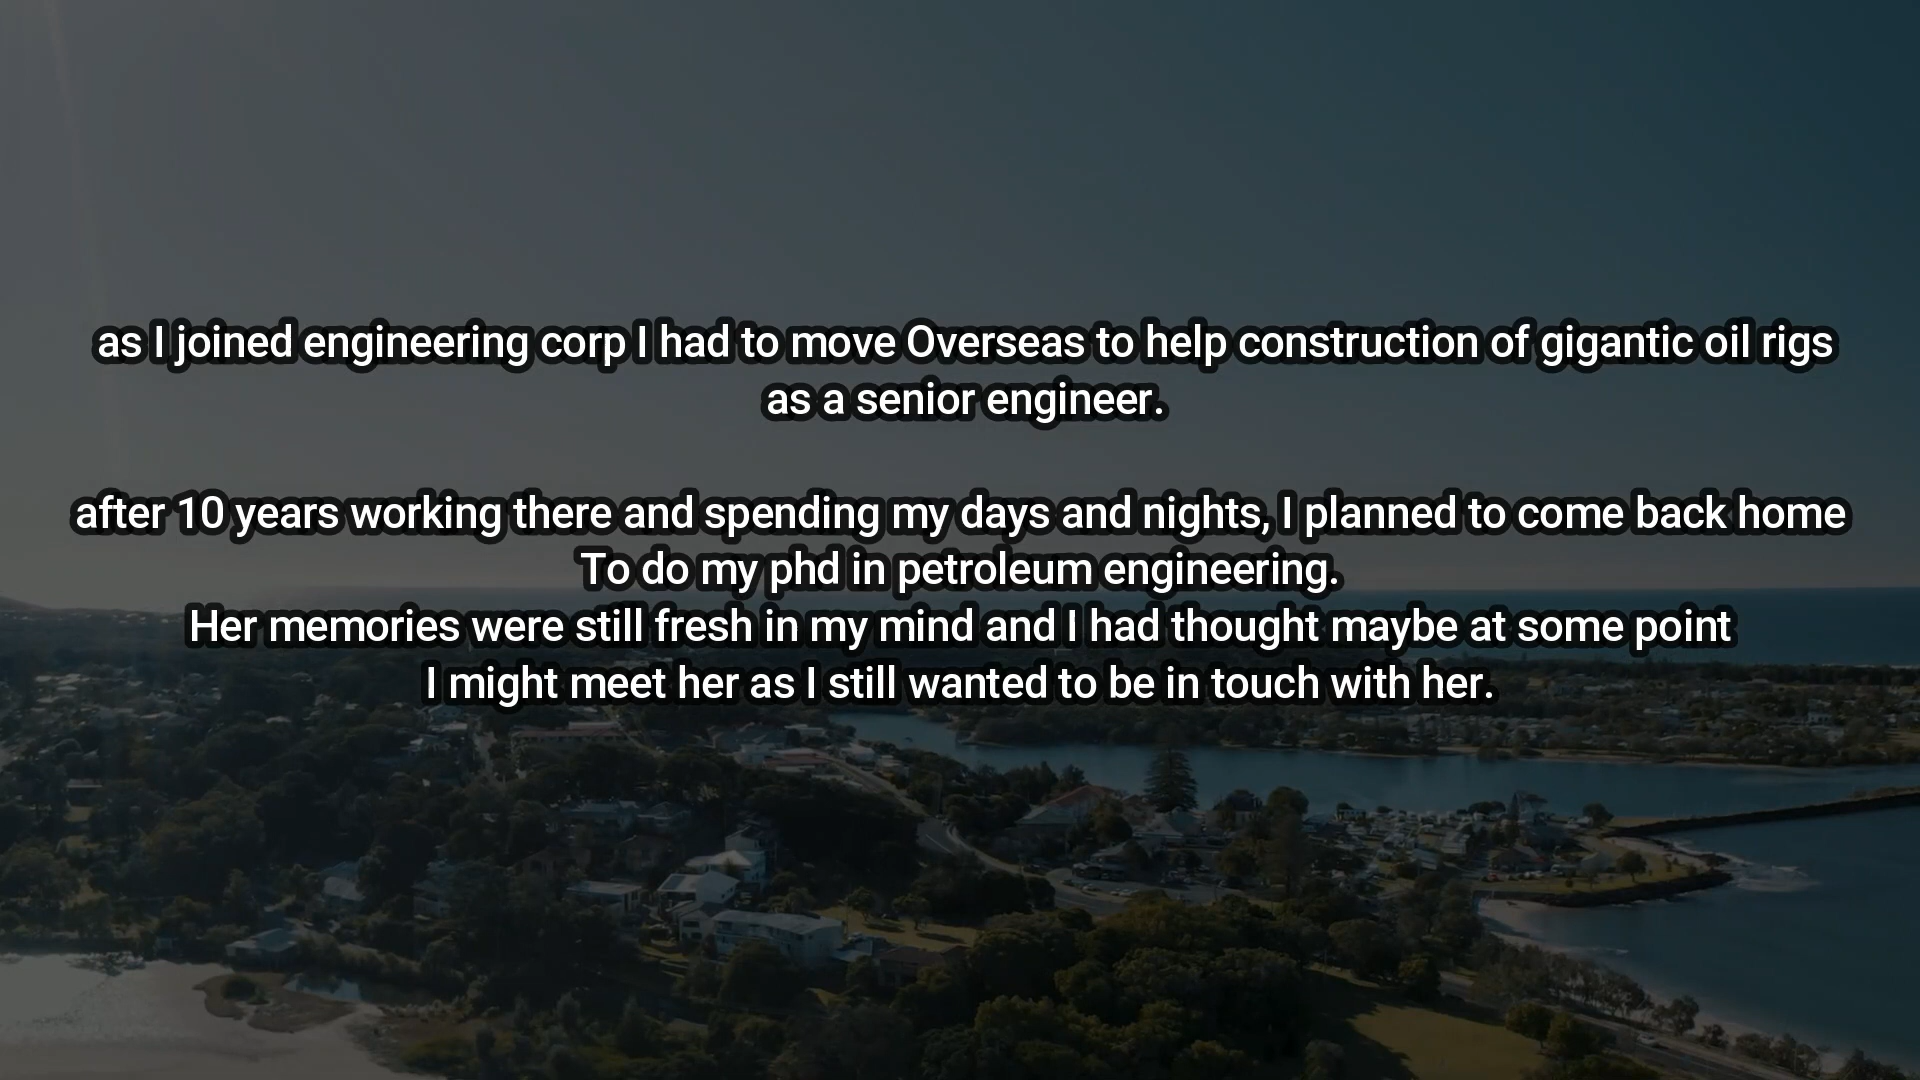 as I joined engineering corp I had to move Overseas to help construction of gigantic oil rigs
as a senior engineer.
after 10 years working there and spending my days and nights, I planned to come back home
To do my phd in petroleum engineering.
Her memories were still fresh in my mind and I had thought maybe at some point
I might meet her as I still wanted to be in touch with her.